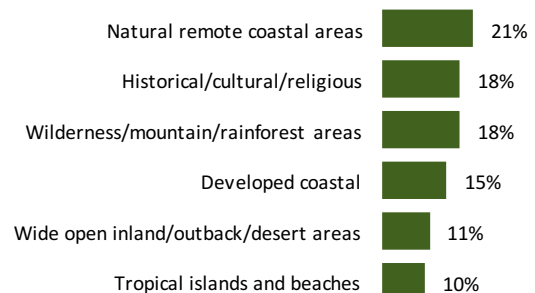 Natural remote coastal areas 21%
Historical/cultural/religious 18%
Wilderness/mountain/rainforest areas 18%
Developed coastal 15%
Wide open inland/outback/desert areas 11%
Tropical islands and beaches 10%